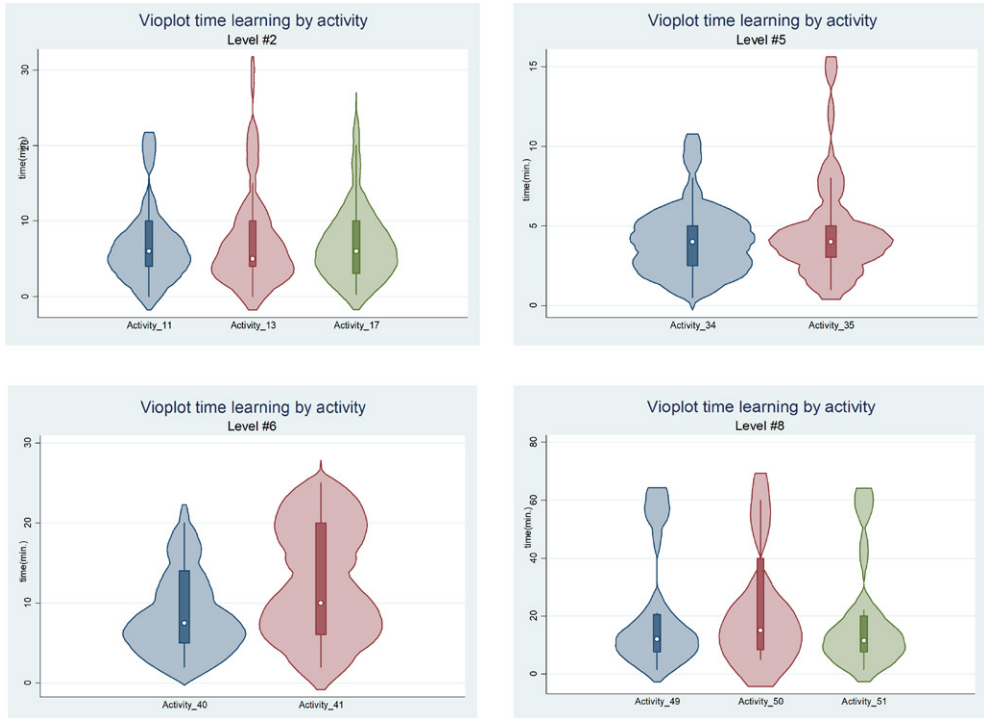 Vioplot time learning by activity
Level #2
time(min.)
30
20
10
0
Activity_11 Activity_13 Activity_17
Vioplot time learning by activity
Level #5
time(min.)
15
10
5
0
Activity_34 Activity_35
Vioplot time learning by activity
Level #6
time(min.)
30
20
10
0
Activity_40 Activity_41
Vioplot time learning by activity
Level #8
time(min.)
80
60
40
20
0
Activity_49 Activity_50 Activity_51